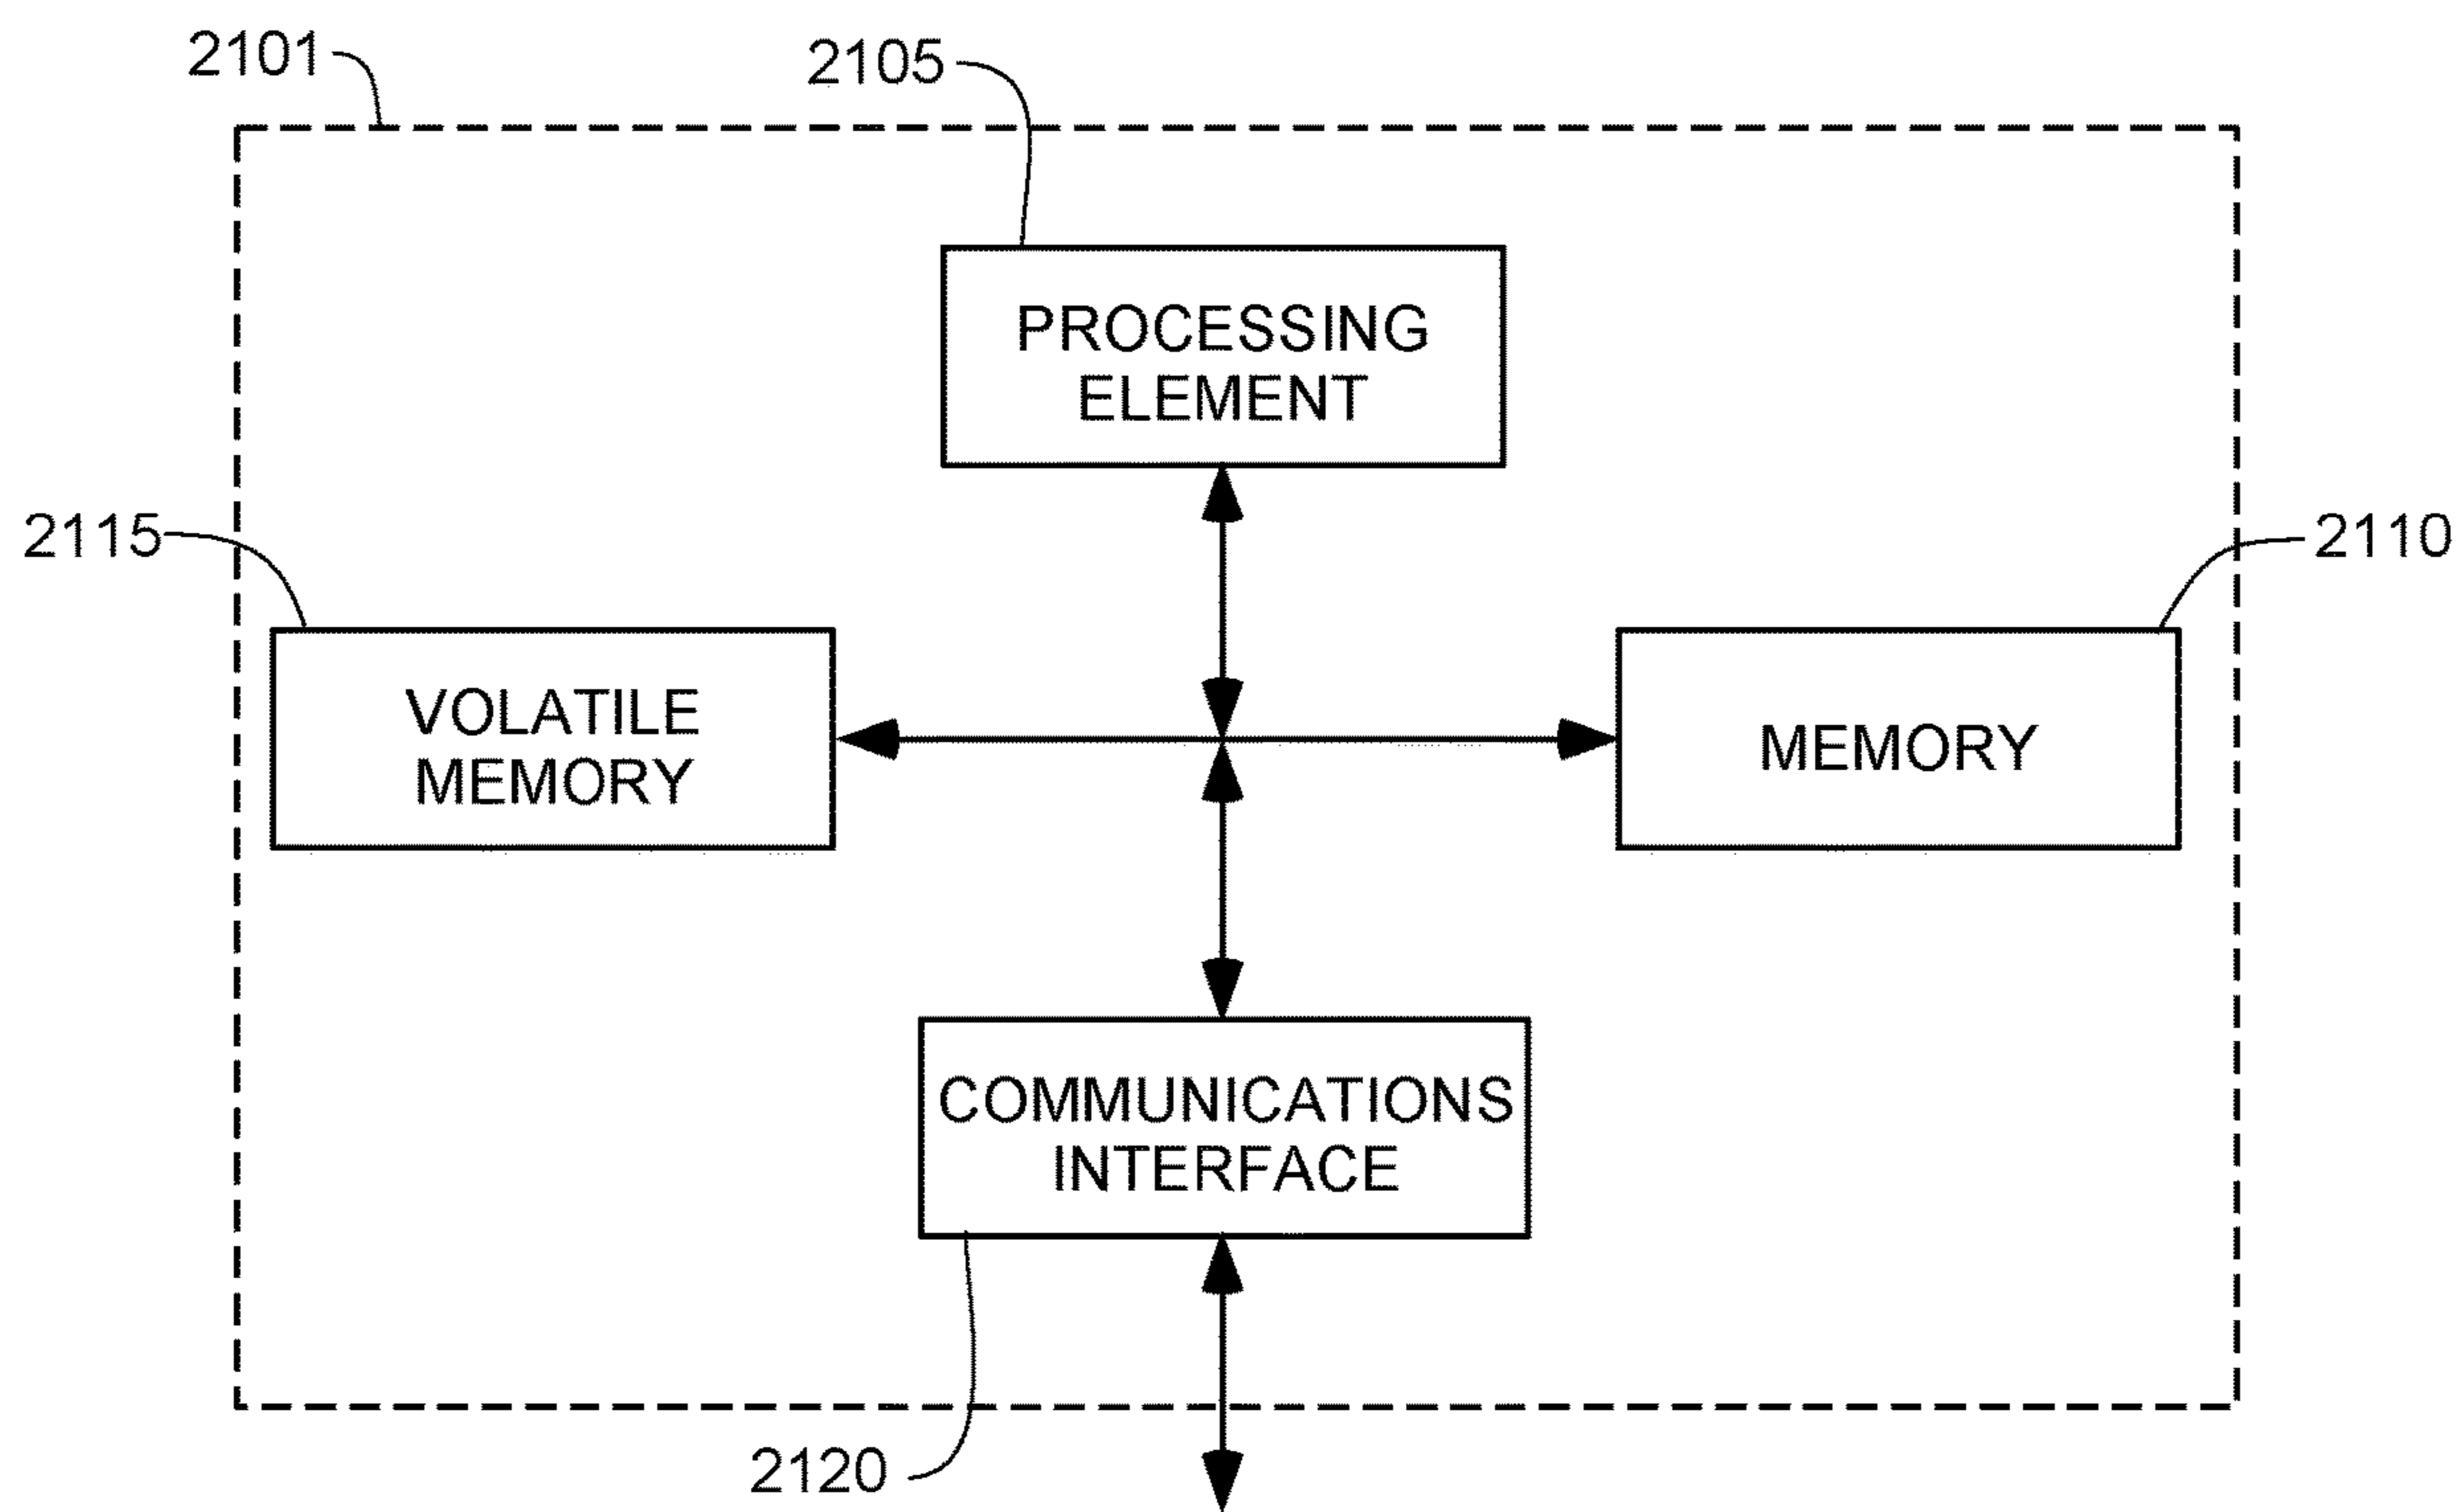 2101
2105
PROCESSING
ELEMENT
2115
2110
VOLATILE
MEMORY
MEMORY
COMMUNICATIONS
INTERFACE
2120